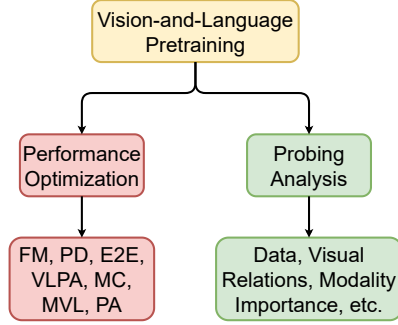 Vision-and-Language
Pretraining
Performance
Optimization
Probing
Analysis
FM, PD, E2E,
VLPA, MC,
MVL, PA
Data, Visual
Relations, Modality
Importance, etc.